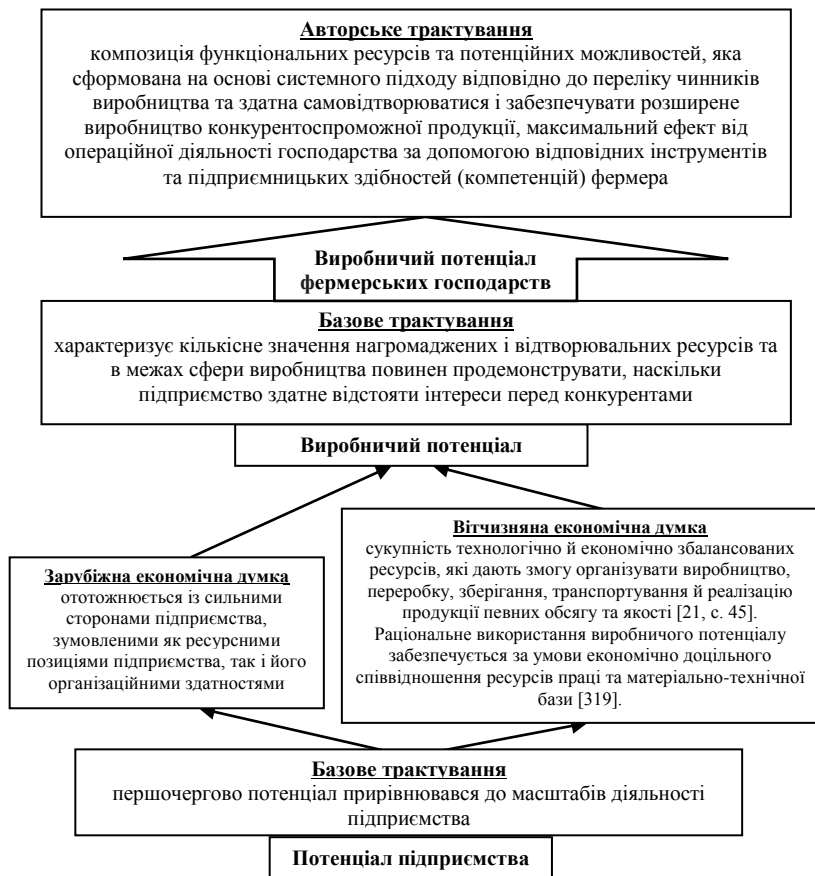 Авторське трактування
композиція функціональних ресурсів та потенційних можливостей, яка
сформована на основі системного підходу відповідно до переліку чинників
виробництва та здатна самовідтворюватися і забезпечувати розширене
виробництво конкурентоспроможної продукції, максимальний ефект від
операційної діяльності господарства за допомогою відповідних інструментів
та підприємницьких здібностей (компетенцій) фермера
Виробничий потенціал
фермерських господарств
Базове трактування
характеризує кількісне значення нагромаджених і відтворювальних ресурсів та
в межах сфери виробництва повинен продемонструвати, наскільки
підприємство здатне відстояти інтереси перед конкурентами
Виробничий потенціал
Зарубіжна економічна думка
ототожнюється із сильними
сторонами підприємства,
зумовленими як ресурсними
позиціями підприємства, так і його
організаційними здатностями
Вітчизняна економічна думка
сукупність технологічно й економічно збалансованих
ресурсів, які дають змогу організувати виробництво,
переробку, зберігання, транспортування й реалізацію
продукції певних обсягу та якості [21, с. 45].
Раціональне використання виробничого потенціалу
забезпечується за умови економічно доцільного
співвідношення ресурсів праці та матеріально-технічної
бази [319].
Базове трактування
першочергово потенціал прирівнювався до масштабів діяльності
підприємства
Потенціал підприємства